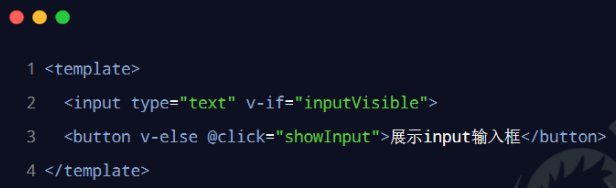 1 <template>
2 <input type="text" v-if="inputVisible">
3 <button v-else @click="showInput">展示input输入框</button>
4 </template>